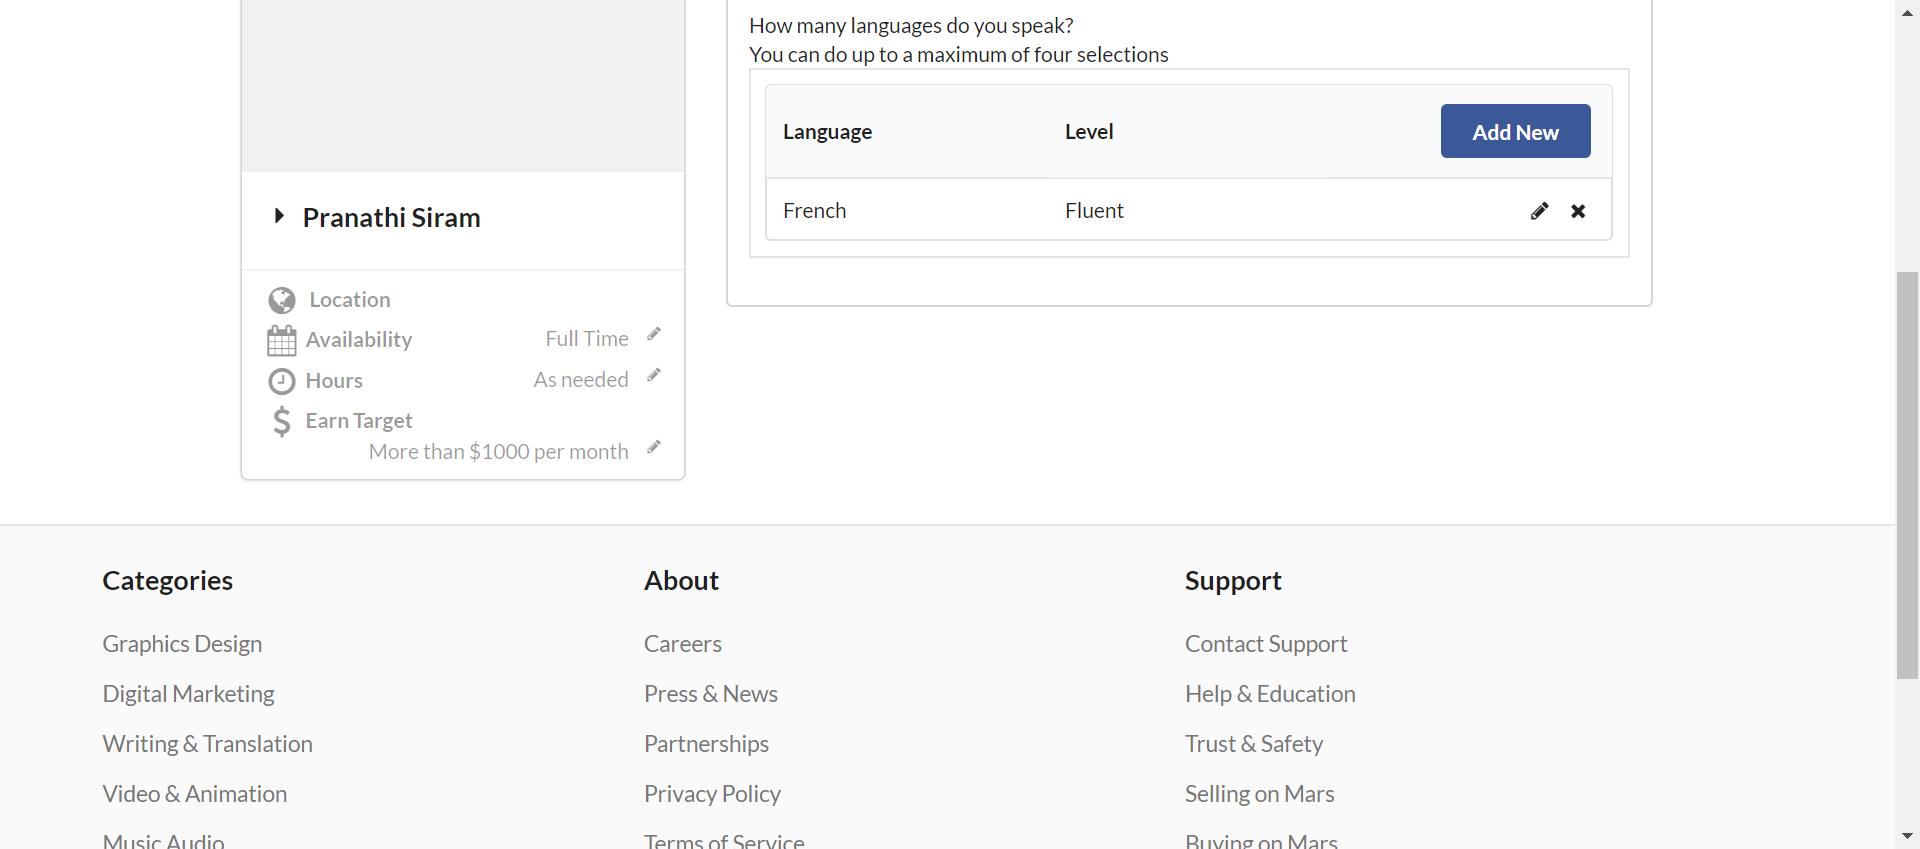 How many languages do you speak?
You can do up to a maximum of four selections
Language Level Add New
French Fluent
Pranathi Siram
Location
Availability Full Time
Hours As needed
Earn Target
More than $1000 per month
Categories
Graphics Design
Digital Marketing
Writing & Translation
Video & Animation
Music Audio
About
Careers
Press & News
Partnerships
Privacy Policy
Terms of Service
Support
Contact Support
Help & Education
Trust & Safety
Selling on Mars
Buying on Mars